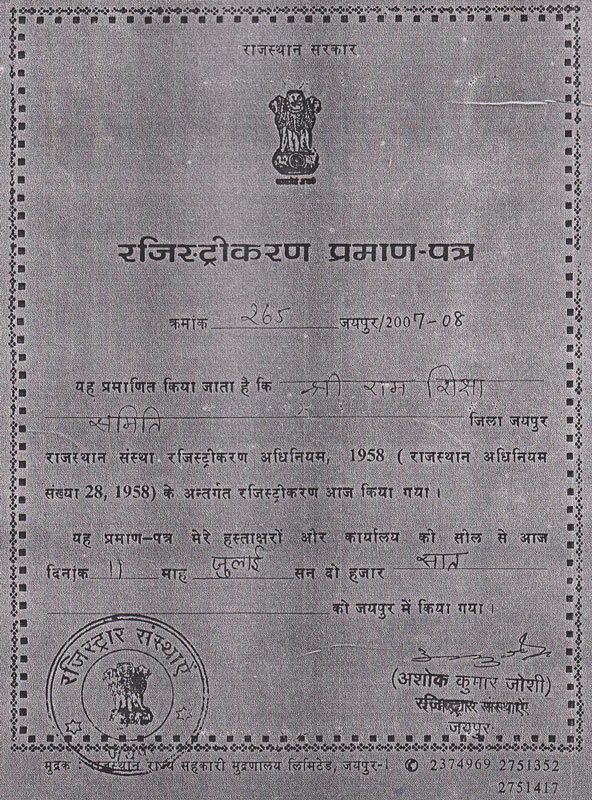 राजस्थान सरकार
रजिस्ट्रीकरण प्रमाण-पत्र
क्रमांक 265 जयपुर/2007-08
यह प्रमाणित किया जाता है कि श्री राम शिक्षा
समिति जिला जयपुर
राजस्थान संस्था रजिस्ट्रीकरण अधिनियम, 1958 ( राजस्थान अधिनियम
संख्या 28, 1958) के अन्तर्गत रजिस्ट्रीकरण आज किया गया ।
यह प्रमाण-पत्र मेरे हस्ताक्षरों और कार्यालय की सील से आज
दिनांक 11 माह जुलाई सन दो हजार सात
को जयपुर में किया गया ।
रजिस्ट्रार संस्थाएँ
जयपुर
(अशोक कुमार जोशी)
रजिस्ट्रार संस्थाएँ
जयपुर
मुद्रक : राजस्थान राज्य सहकारी मुद्रणालय लिमिटेड, जयपुर-1 ✆ 2374969 2751352
2751417